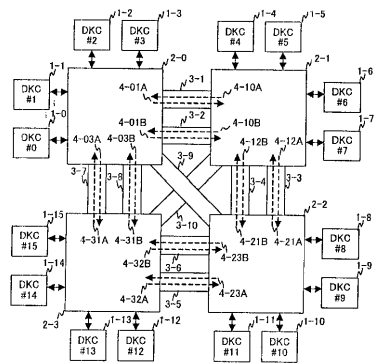 1-2 1-3 1-4 1-5
DKC #2
DKC #3
DKC #4
DKC #5
1-1 2-0 3-1 2-1 1-6
DKC #1
4-01A 4-10A
DKC #6
1-0 3-2 1-7
DKC #0
4-01B 4-10B
DKC #7
4-03A 4-03B 4-12B 4-12A
3-9
3-7 3-8 3-4 3-3
3-10 2-2
1-15 1-8
DKC #15
4-31A 4-31B 4-21B 4-21A
DKC #8
4-32B 4-23B
1-14 3-6 1-9
DKC #14
4-32A 4-23A
DKC #9
3-5
2-3 1-13 1-12 1-11 1-10
DKC #13
DKC #12
DKC #11
DKC #10